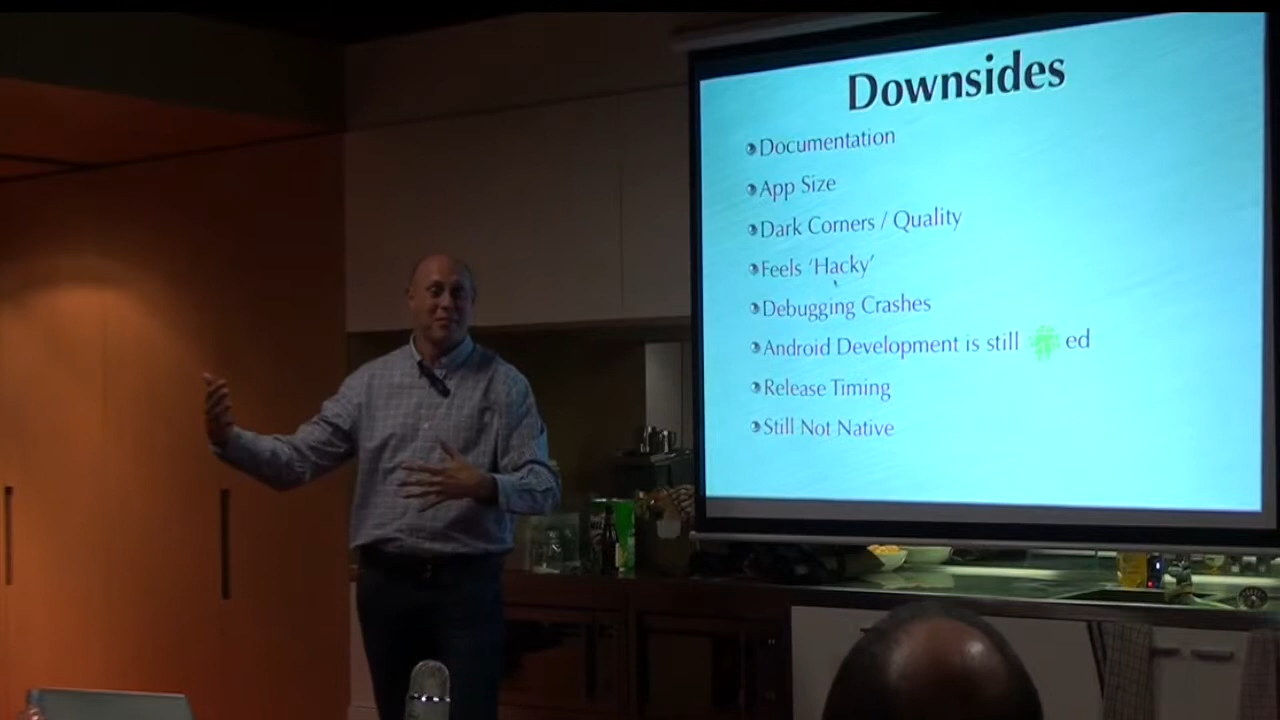 Downsides
Documentation
App Size
Dark Corners / Quality
Feels ‘Hacky’
Debugging Crashes
Android Development is still ed
Release Timing
Still Not Native